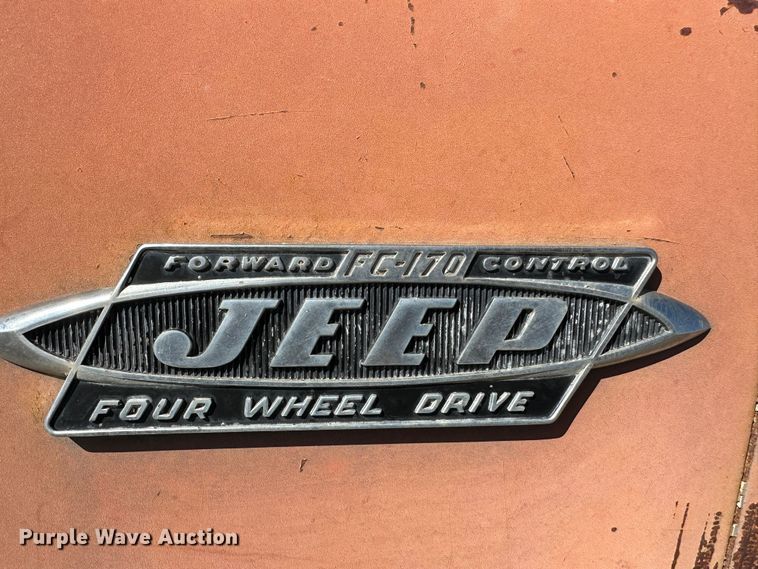 FORWARD FC-170 CONTROL
JEEP
FOUR WHEEL DRIVE
Purple Wave Auction